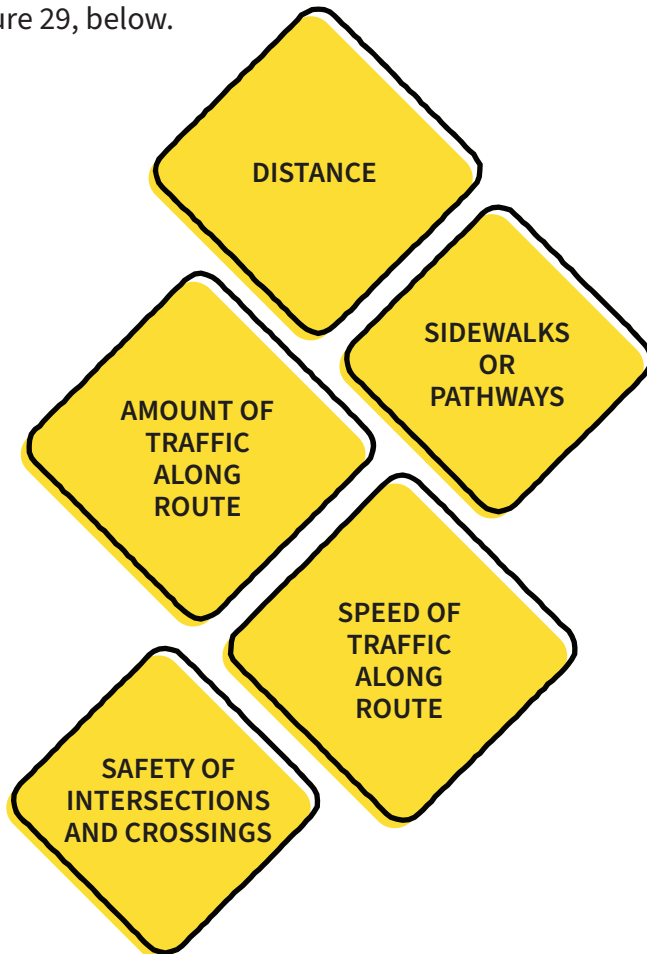 ure 29, below.
DISTANCE
SIDEWALKS
OR
PATHWAYS
AMOUNT OF
TRAFFIC
ALONG
ROUTE
SPEED OF
TRAFFIC
ALONG
ROUTE
SAFETY OF
INTERSECTIONS
AND CROSSINGS